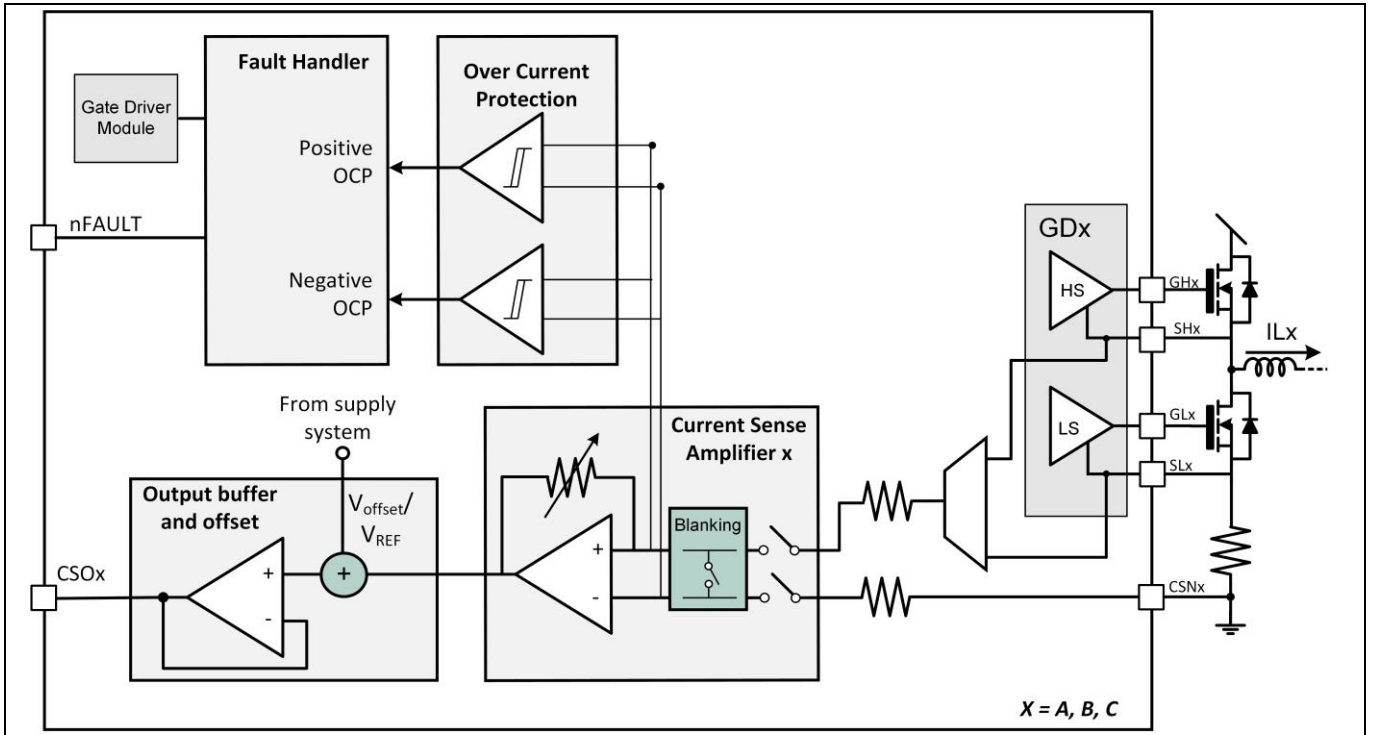 Fault Handler
Gate Driver
Module
Positive
OCP
Negative
OCP
nFAULT
Over Current
Protection
GDx
HS
LS
GHx
SHx
GLx
SLx
CSNx
ILx
From supply
system
Output buffer
and offset
Voffset/
VREF
+
+
-
CSOx
Current Sense
Amplifier x
+
-
Blanking
X = A, B, C